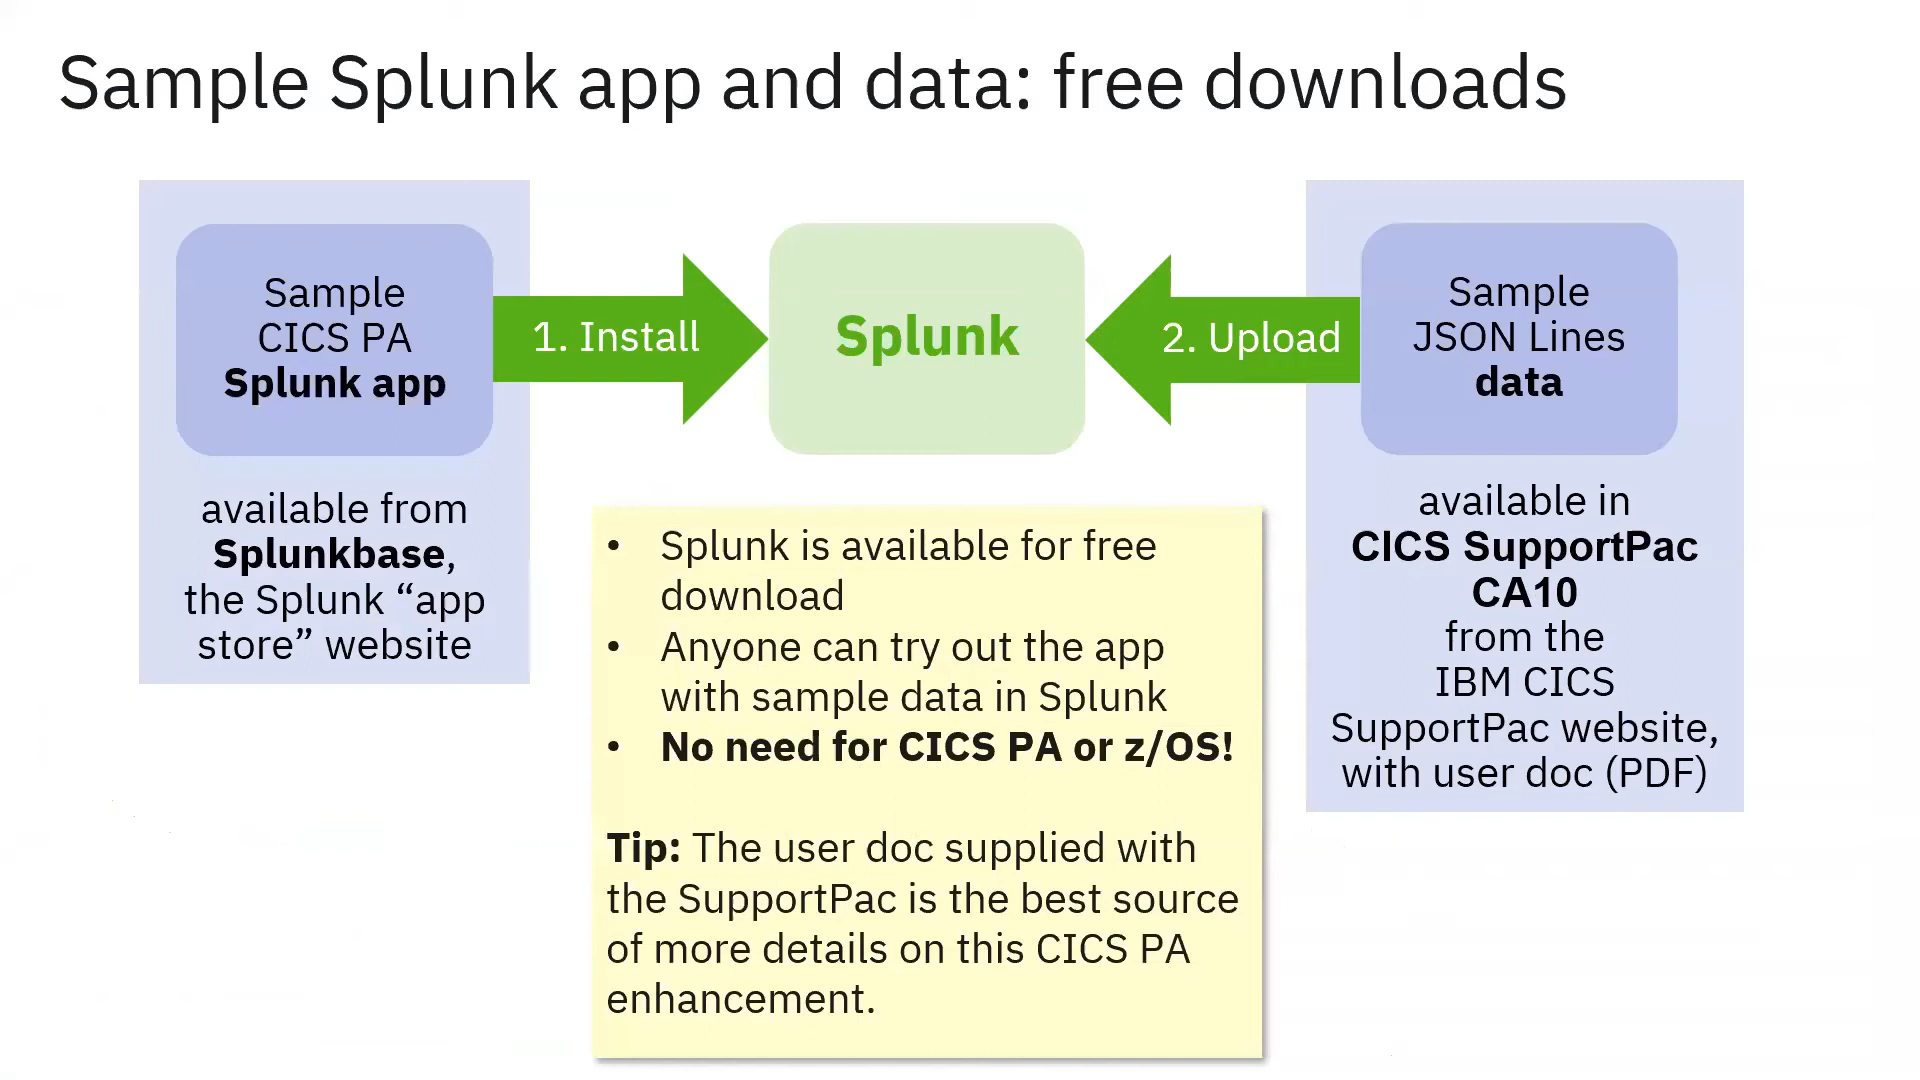 Sample Splunk app and data: free downloads
Sample
CICS PA
Splunk app
1. Install
Splunk
2. Upload
Sample
JSON Lines
data
available from
Splunkbase,
the Splunk “app
store” website
• Splunk is available for free
download
• Anyone can try out the app
with sample data in Splunk
• No need for CICS PA or z/OS!
Tip: The user doc supplied with
the SupportPac is the best source
of more details on this CICS PA
enhancement.
available in
CICS SupportPac
CA10
from the
IBM CICS
SupportPac website,
with user doc (PDF)